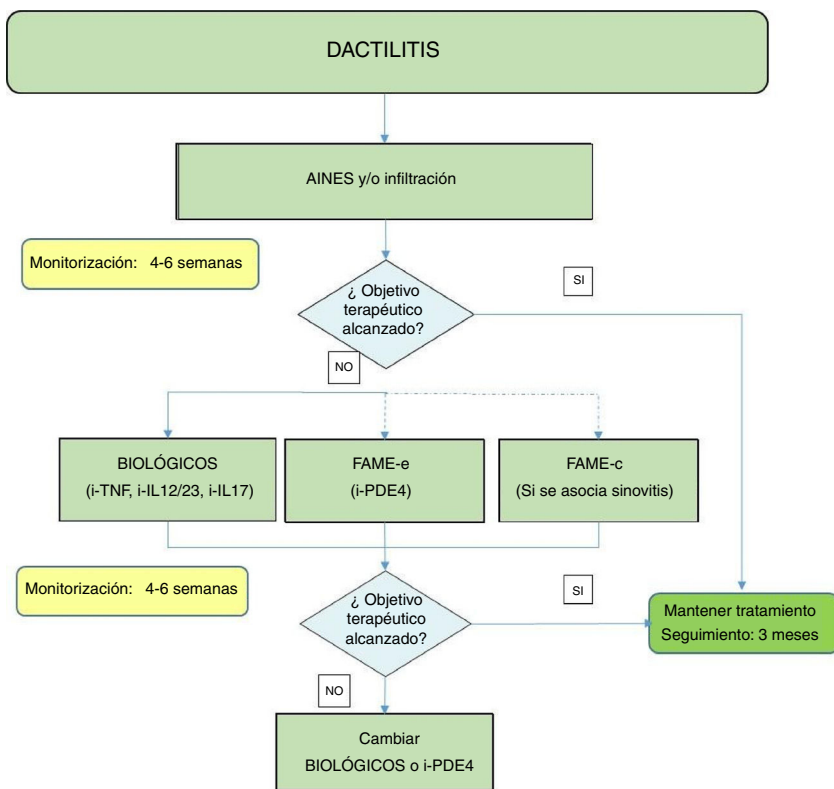 DACTILITIS
AINES y/o infiltración
Monitorización: 4-6 semanas
¿ Objetivo
terapéutico
alcanzado?
SI
NO
BIOLÓGICOS
(i-TNF, i-IL12/23, i-IL17)
FAME-e
(i-PDE4)
FAME-c
(Si se asocia sinovitis)
Monitorización: 4-6 semanas
¿ Objetivo
terapéutico
alcanzado?
SI
Mantener tratamiento
Seguimiento: 3 meses
NO
Cambiar
BIOLÓGICOS o i-PDE4